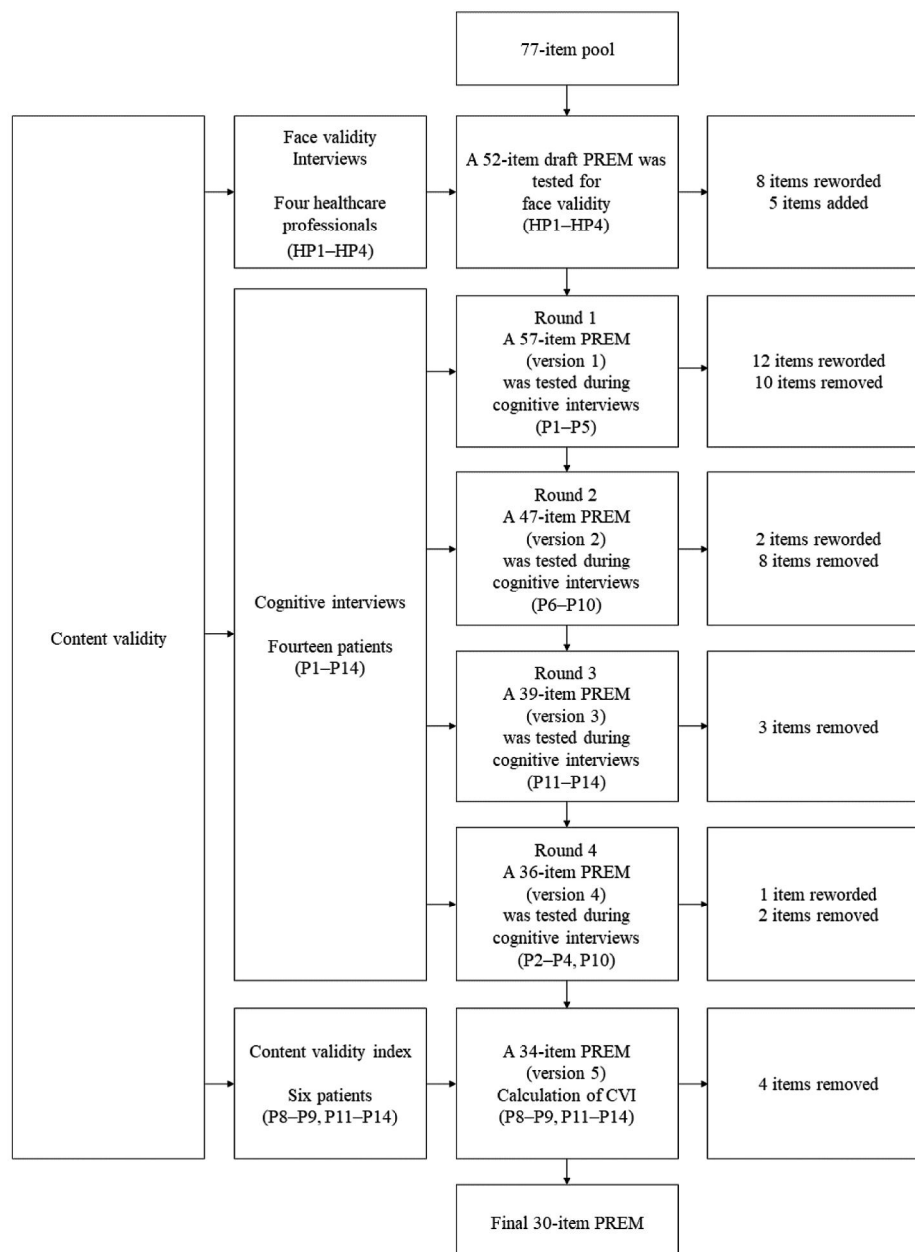 77-item pool
Content validity
Face validity
Interviews
Four healthcare
professionals
(HP1–HP4)
A 52-item draft PREM was
tested for
face validity
(HP1–HP4)
8 items reworded
5 items added
Cognitive interviews
Fourteen patients
(P1–P14)
Round 1
A 57-item PREM
(version 1)
was tested during
cognitive interviews
(P1–P5)
12 items reworded
10 items removed
Round 2
A 47-item PREM
(version 2)
was tested during
cognitive interviews
(P6–P10)
2 items reworded
8 items removed
Round 3
A 39-item PREM
(version 3)
was tested during
cognitive interviews
(P11–P14)
3 items removed
Round 4
A 36-item PREM
(version 4)
was tested during
cognitive interviews
(P2–P4, P10)
1 item reworded
2 items removed
Content validity index
Six patients
(P8–P9, P11–P14)
A 34-item PREM
(version 5)
Calculation of CVI
(P8–P9, P11–P14)
4 items removed
Final 30-item PREM